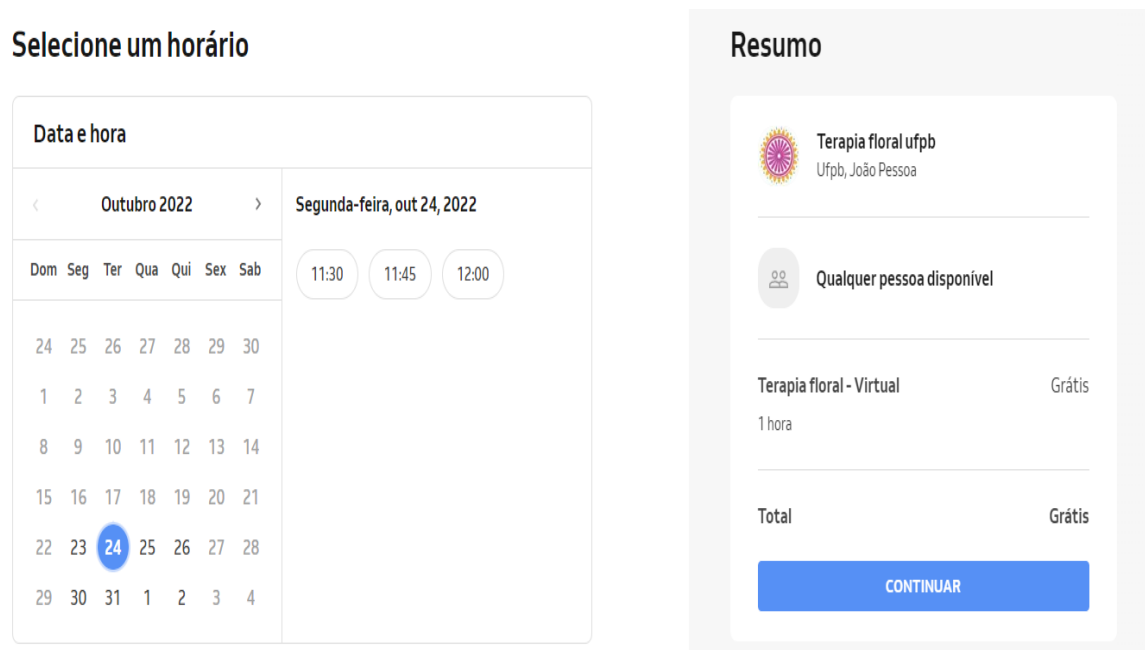 Selecione um horário
Data e hora
‹ Outubro 2022 ›
Dom Seg Ter Qua Qui Sex Sab
24 25 26 27 28 29 30
1 2 3 4 5 6 7
8 9 10 11 12 13 14
15 16 17 18 19 20 21
22 23 24 25 26 27 28
29 30 31 1 2 3 4
Segunda-feira, out 24, 2022
11:30 11:45 12:00
Resumo
Terapia floral ufpb
Ufpb, João Pessoa
Qualquer pessoa disponível
Terapia floral - Virtual Grátis
1 hora
Total Grátis
CONTINUAR